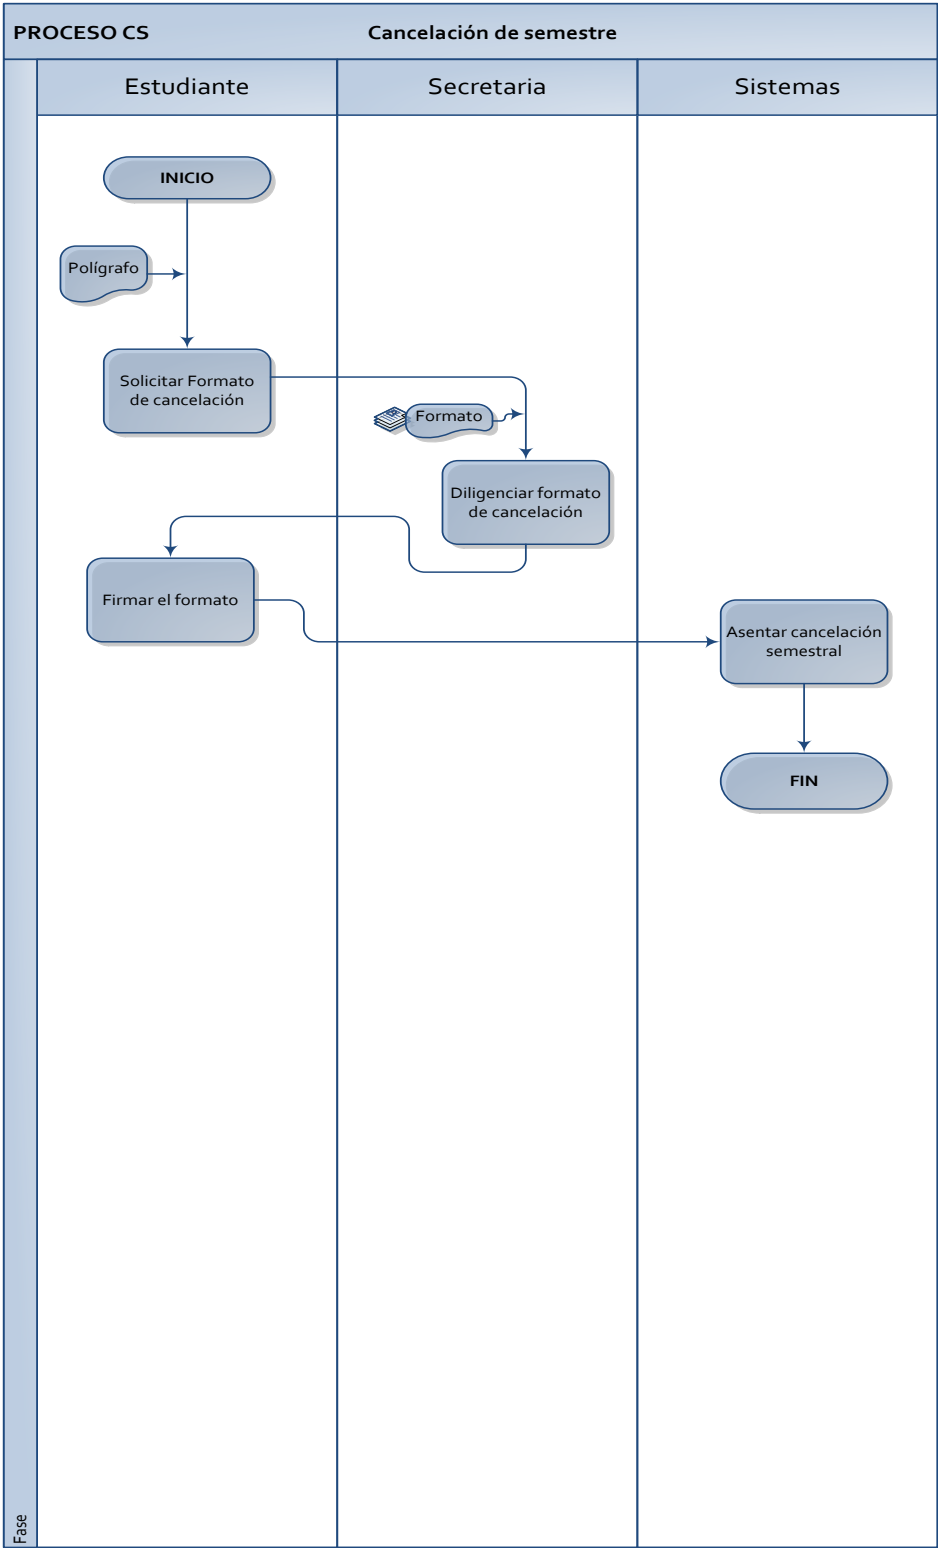 PROCESO CS Cancelación de semestre
Estudiante Secretaria Sistemas
INICIO
Polígrafo
Solicitar Formato
de cancelación
Formato
Diligenciar formato
de cancelación
Firmar el formato
Asentar cancelación
semestral
FIN
Fase